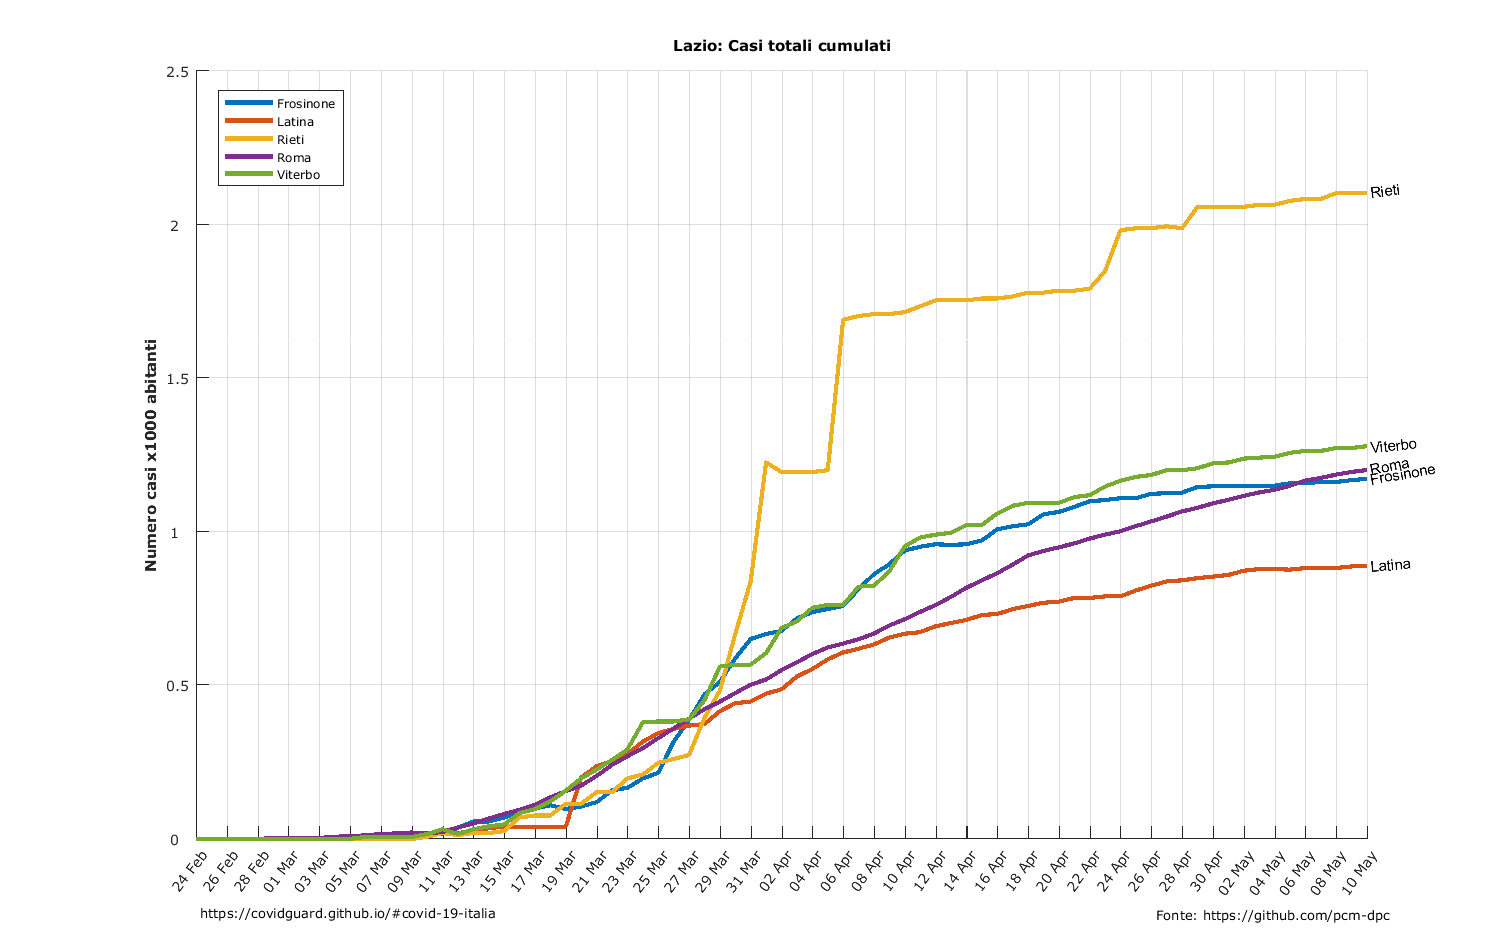 Lazio: Casi totali cumulati
Numero casi x1000 abitanti
2.5
2
1.5
1
0.5
0
Frosinone
Latina
Rieti
Roma
Viterbo
Rieti
Viterbo
Roma
Frosinone
Latina
24 Feb
26 Feb
28 Feb
01 Mar
03 Mar
05 Mar
07 Mar
09 Mar
11 Mar
13 Mar
15 Mar
17 Mar
19 Mar
21 Mar
23 Mar
25 Mar
27 Mar
29 Mar
31 Mar
02 Apr
04 Apr
06 Apr
08 Apr
10 Apr
12 Apr
14 Apr
16 Apr
18 Apr
20 Apr
22 Apr
24 Apr
26 Apr
28 Apr
30 Apr
02 May
04 May
06 May
08 May
10 May
https://covidguard.github.io/#covid-19-italia
Fonte: https://github.com/pcm-dpc